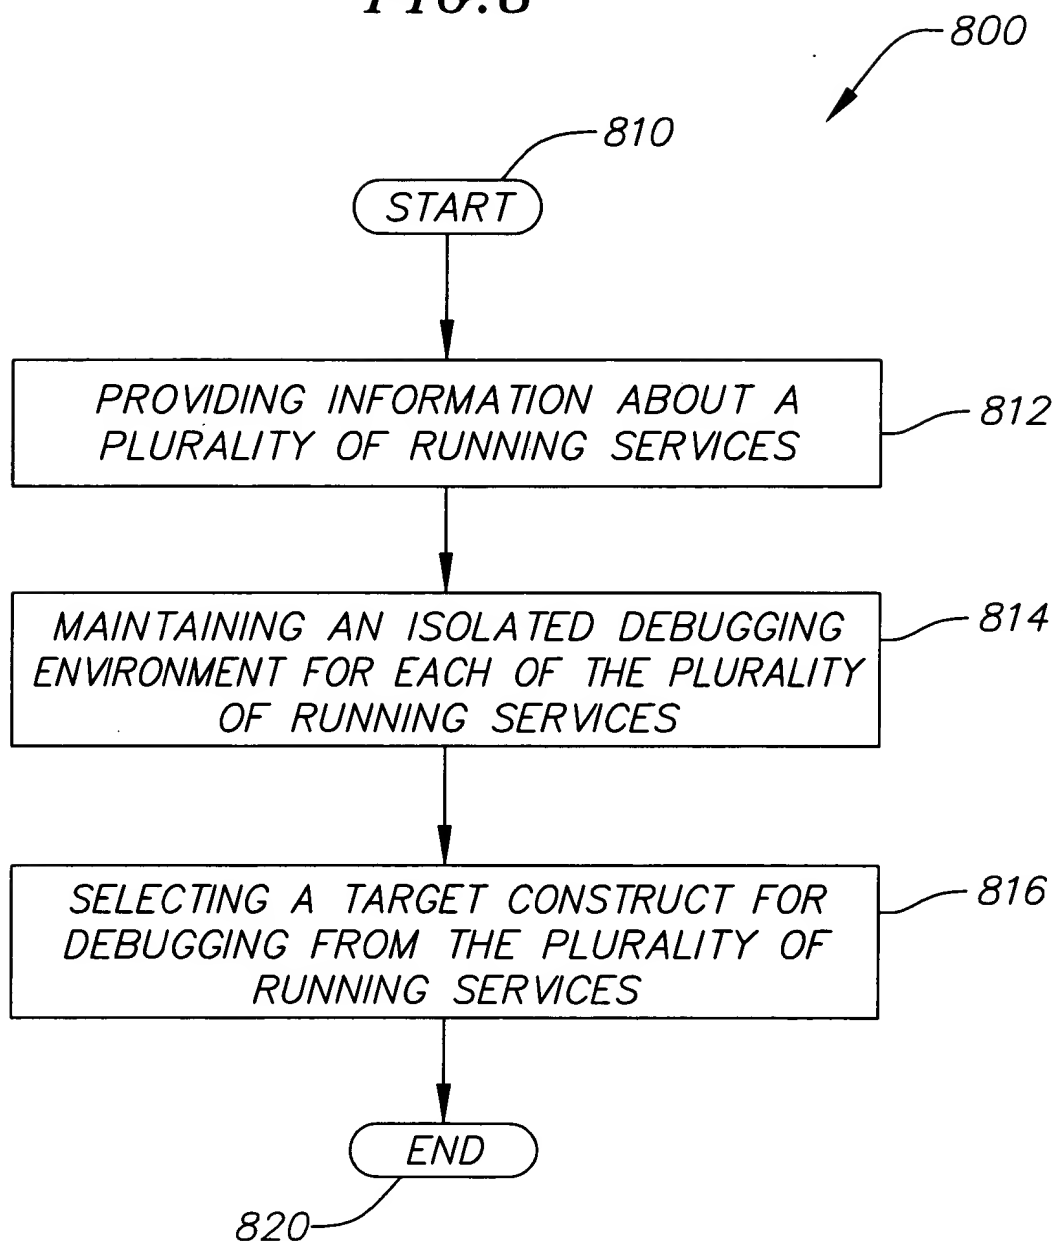 FIG. 8
800
810
START
PROVIDING INFORMATION ABOUT A
PLURALITY OF RUNNING SERVICES
812
MAINTAINING AN ISOLATED DEBUGGING
ENVIRONMENT FOR EACH OF THE PLURALITY
OF RUNNING SERVICES
814
SELECTING A TARGET CONSTRUCT FOR
DEBUGGING FROM THE PLURALITY OF
RUNNING SERVICES
816
END
820